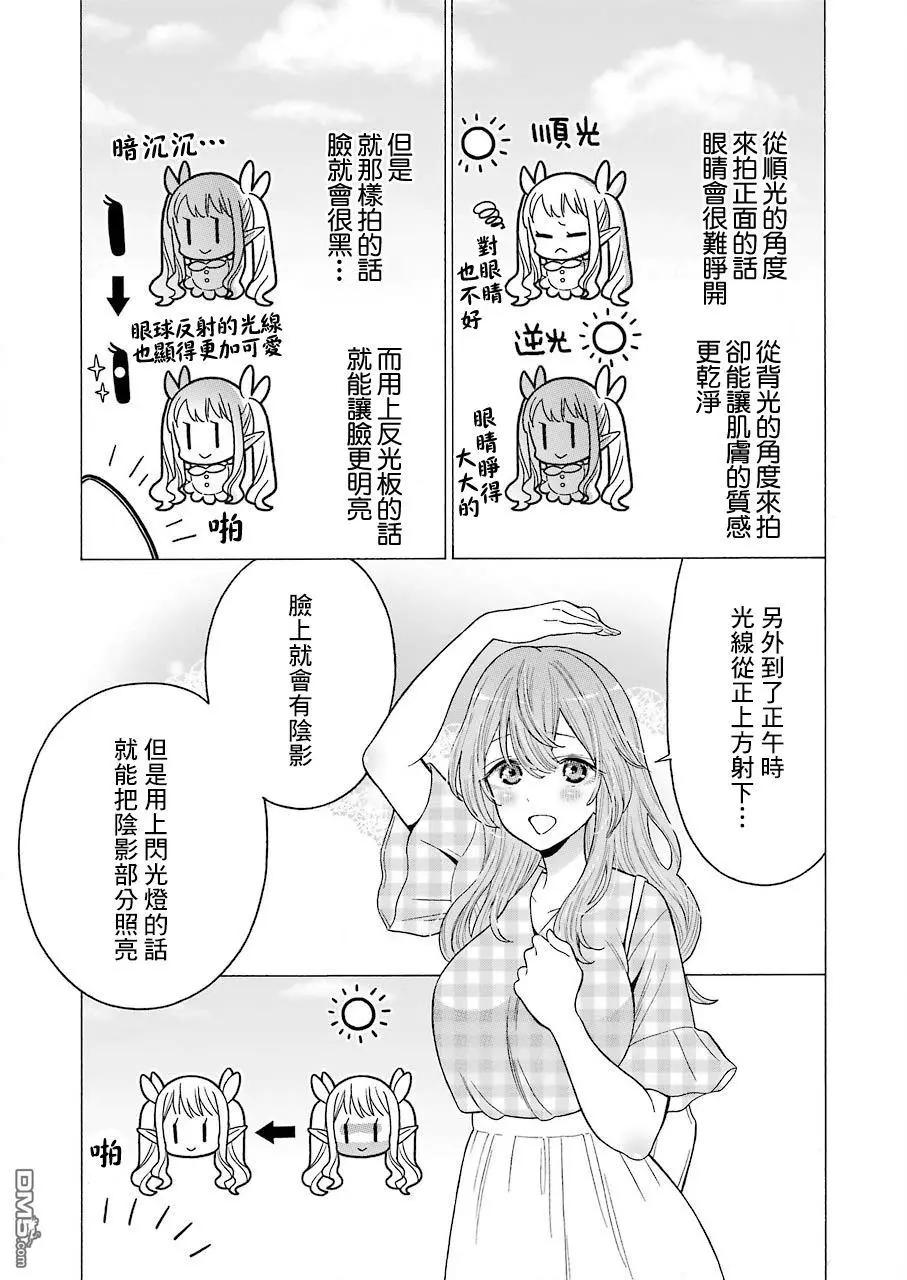 從順光的角度
來拍正面的話
眼睛會很難睜開
順光
對眼睛
也不好
從背光的角度來拍
卻能讓肌膚的質感
更乾淨
逆光
眼睛睜得
大大的
但是
就那樣拍的話
臉就會很黑…
暗沉沉…
眼球反射的光線
也顯得更加可愛
而用上反光板的話
就能讓臉更明亮
啪
另外到了正午時
光線從正上方射下…
臉上就會有陰影
但是用上閃光燈的話
就能把陰影部分照亮
啪
DM5.com